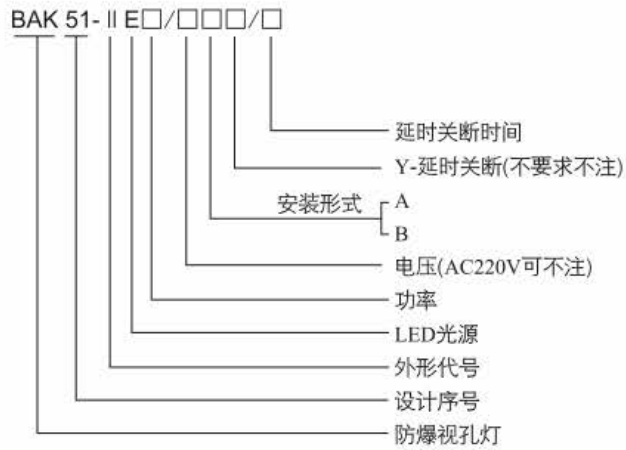 BAK 51-ⅡE□/□□□/□
延时关断时间
Y-延时关断(不要求不注)
安装形式 A
B
电压(AC220V可不注)
功率
LED光源
外形代号
设计序号
防爆视孔灯